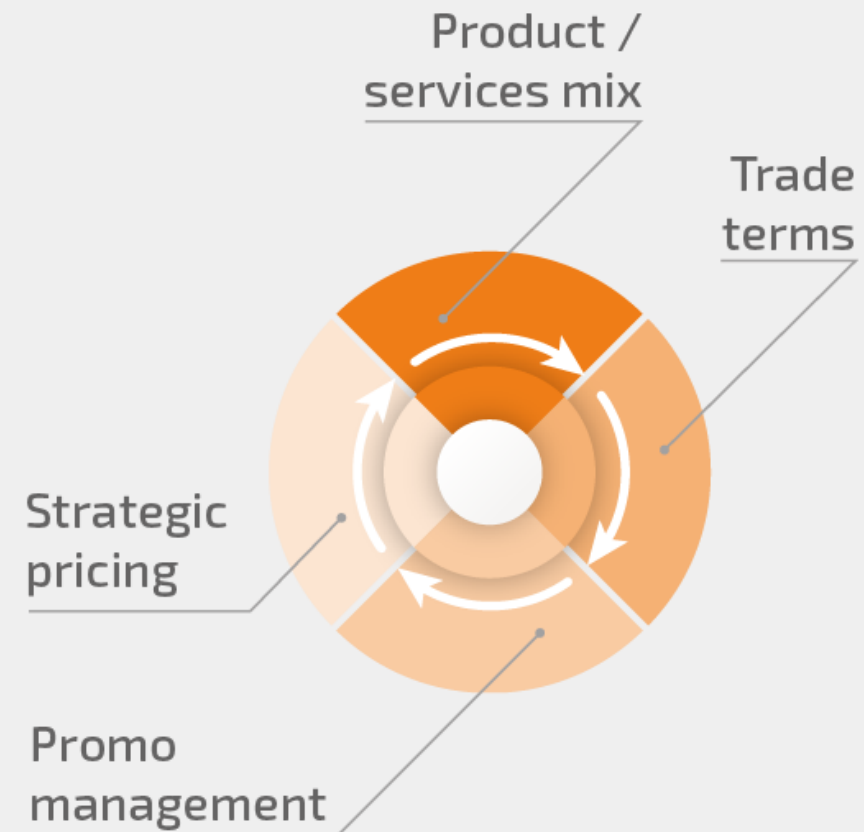 Product /
services mix
Trade
terms
Strategic
pricing
Promo
management